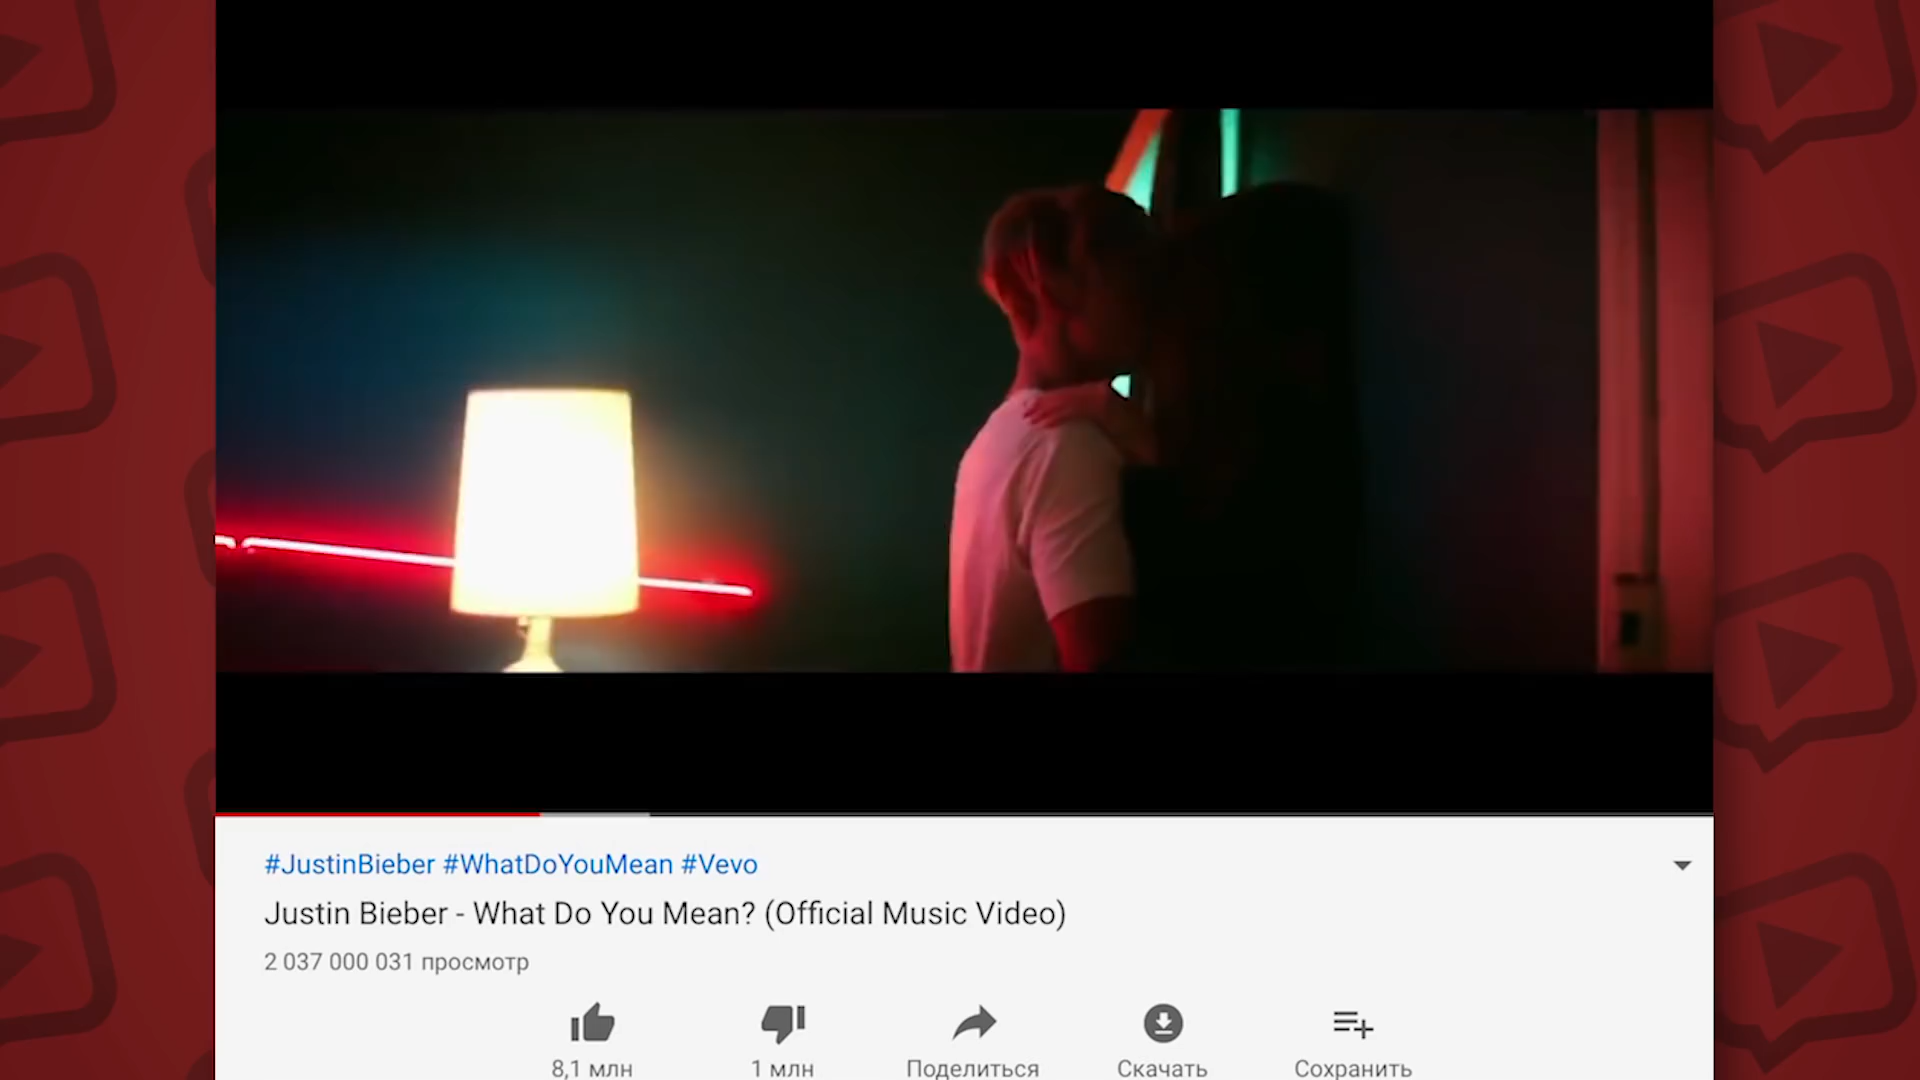 #JustinBieber #WhatDoYouMean #Vevo
Justin Bieber - What Do You Mean? (Official Music Video)
2 037 000 031 просмотр
8,1 млн
1 млн
Поделиться
Скачать
Сохранить